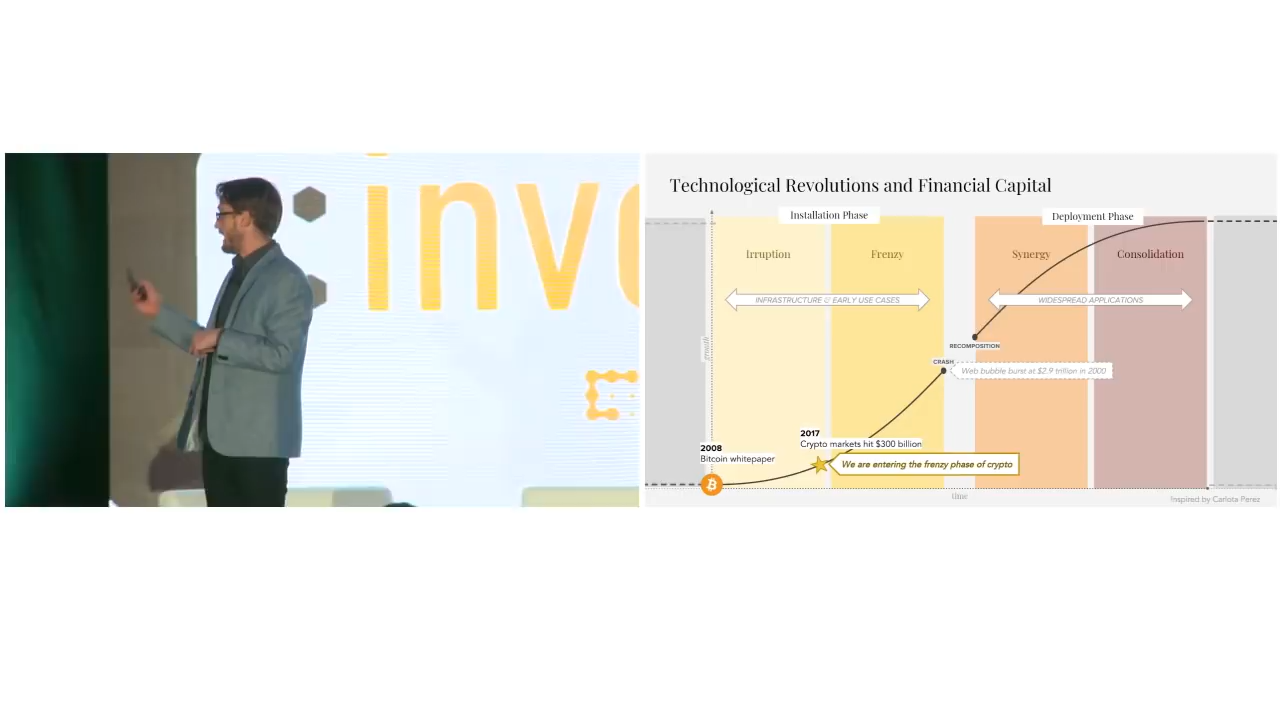 : inve
Technological Revolutions and Financial Capital
Installation Phase
Deployment Phase
Irruption
Frenzy
Synergy
Consolidation
INFRASTRUCTURE & EARLY USE CASES
WIDESPREAD APPLICATIONS
growth
RECOMPOSITION
CRASH
Web bubble burst at $2.9 trillion in 2000
2017
Crypto markets hit $300 billion
2008
Bitcoin whitepaper
We are entering the frenzy phase of crypto
time
Inspired by Carlota Perez